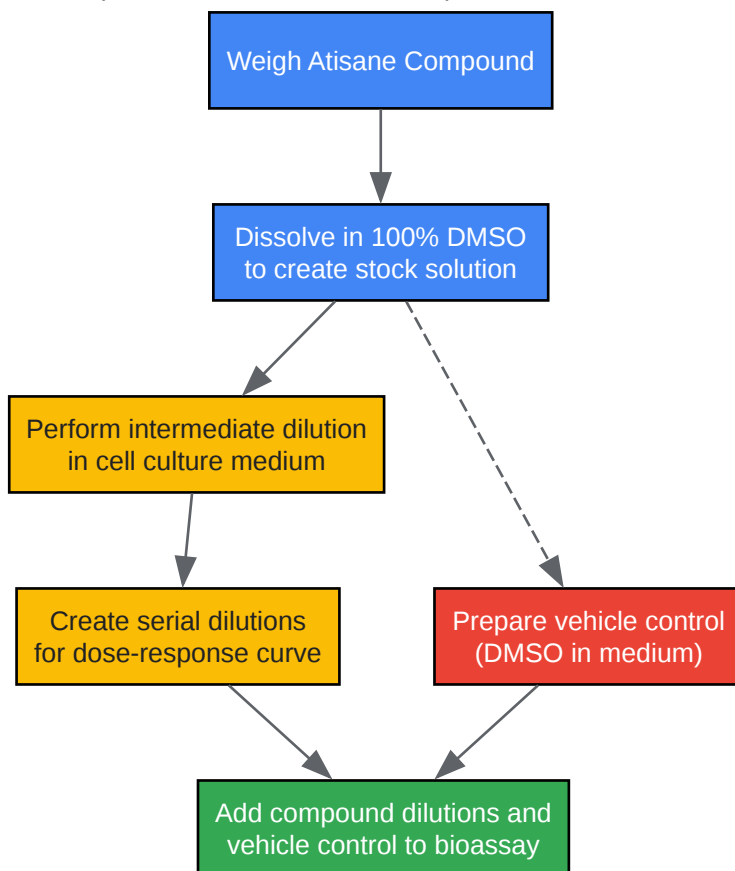 Weigh Atisane Compound
Dissolve in 100% DMSO
to create stock solution
Perform intermediate dilution
in cell culture medium
Create serial dilutions
for dose-response curve
Prepare vehicle control
(DMSO in medium)
Add compound dilutions and
vehicle control to bioassay